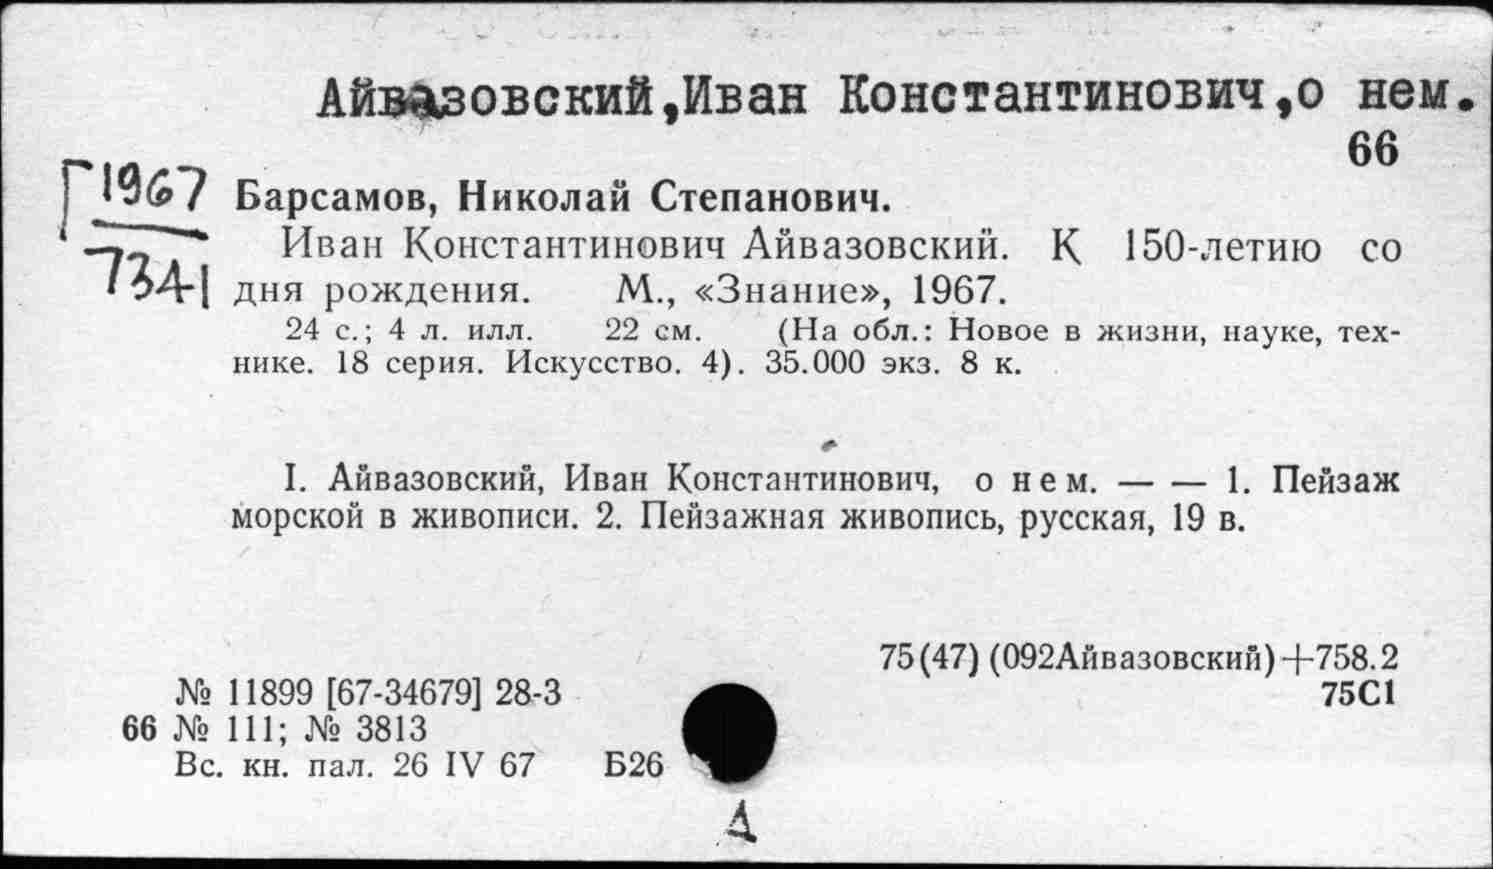 Айвазовский,Иван Константинович,о нем.
66
Г 1967
7341
Барсамов, Николай Степанович.
Иван Константинович Айвазовский. К 150-летию со
дня рождения. М., «Знание», 1967.
24 с.; 4 л. илл. 22 см. (На обл.: Новое в жизни, науке, тех-
нике. 18 серия. Искусство. 4). 35.000 экз. 8 к.
I. Айвазовский, Иван Константинович, о нем. — — 1. Пейзаж
морской в живописи. 2. Пейзажная живопись, русская, 19 в.
75(47) (092Айвазовский)+758.2
№ 11899 [67-34679] 28-3 75С1
66 № 111; № 3813
Вс. кн. пал. 26 IV 67 Б26
А